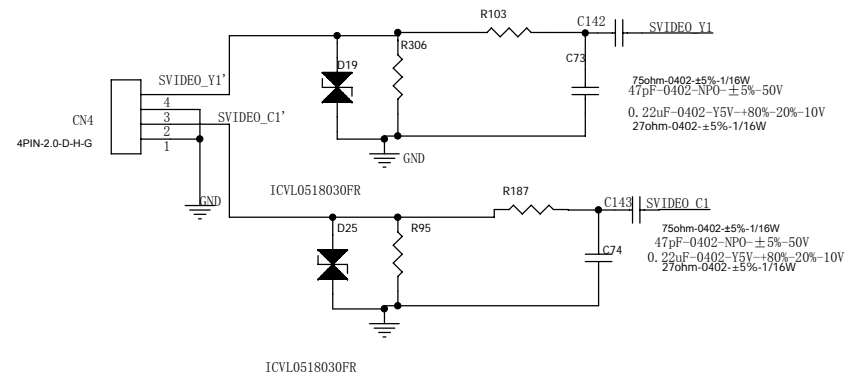 R103
C142
SVIDEO_Y1
R306
C73
D19
SVIDEO_Y1'
75ohm-0402-±5%-1/16W
47pF-0402-NPO-±5%-50V
4
CN4
3
SVIDEO_C1'
0.22uF-0402-Y5V-+80%-20%-10V
27ohm-0402-±5%-1/16W
2
4PIN-2.0-D-H-G
1
GND
ICVL0518030FR
GND
R187
C143
SVIDEO_C1
D25
R95
75ohm-0402-±5%-1/16W
47pF-0402-NPO-±5%-50V
C74
0.22uF-0402-Y5V-+80%-20%-10V
27ohm-0402-±5%-1/16W
ICVL0518030FR